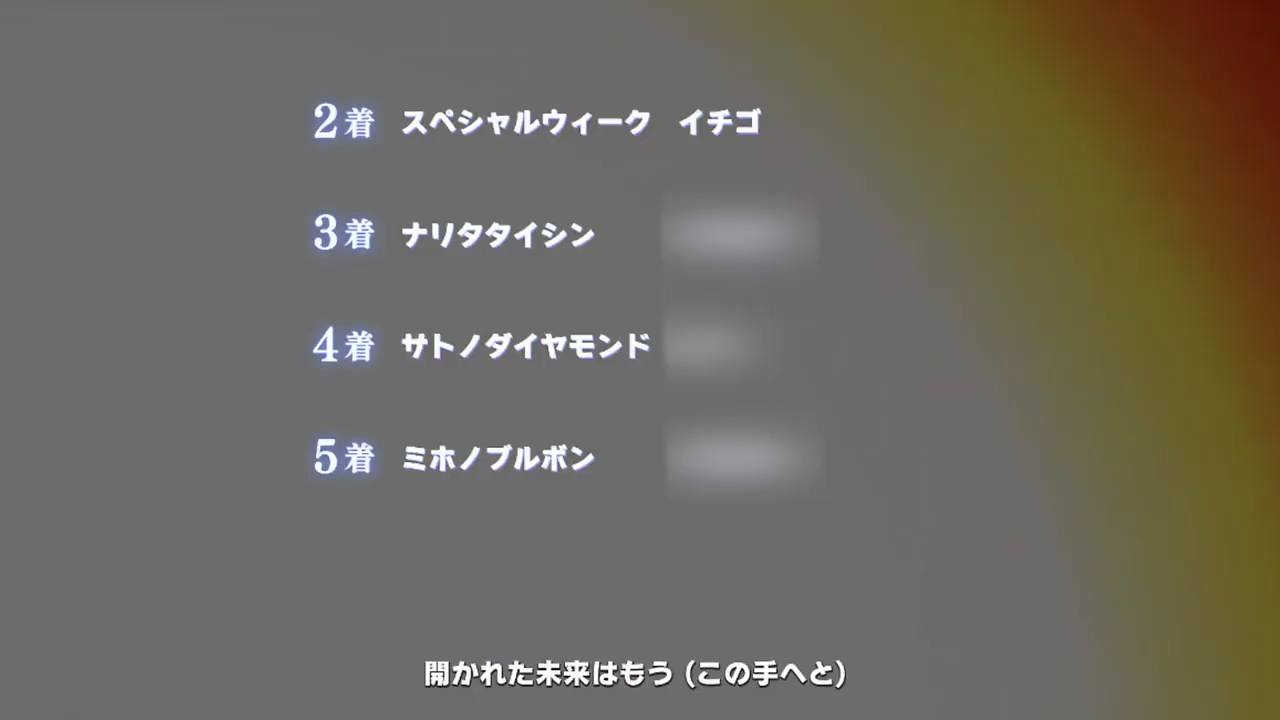 2着 スペシャルウィーク イチゴ
3着 ナリタタイシン
4着 サトノダイヤモンド
5着 ミホノブルボン
開かれた未来はもう (この手へと)